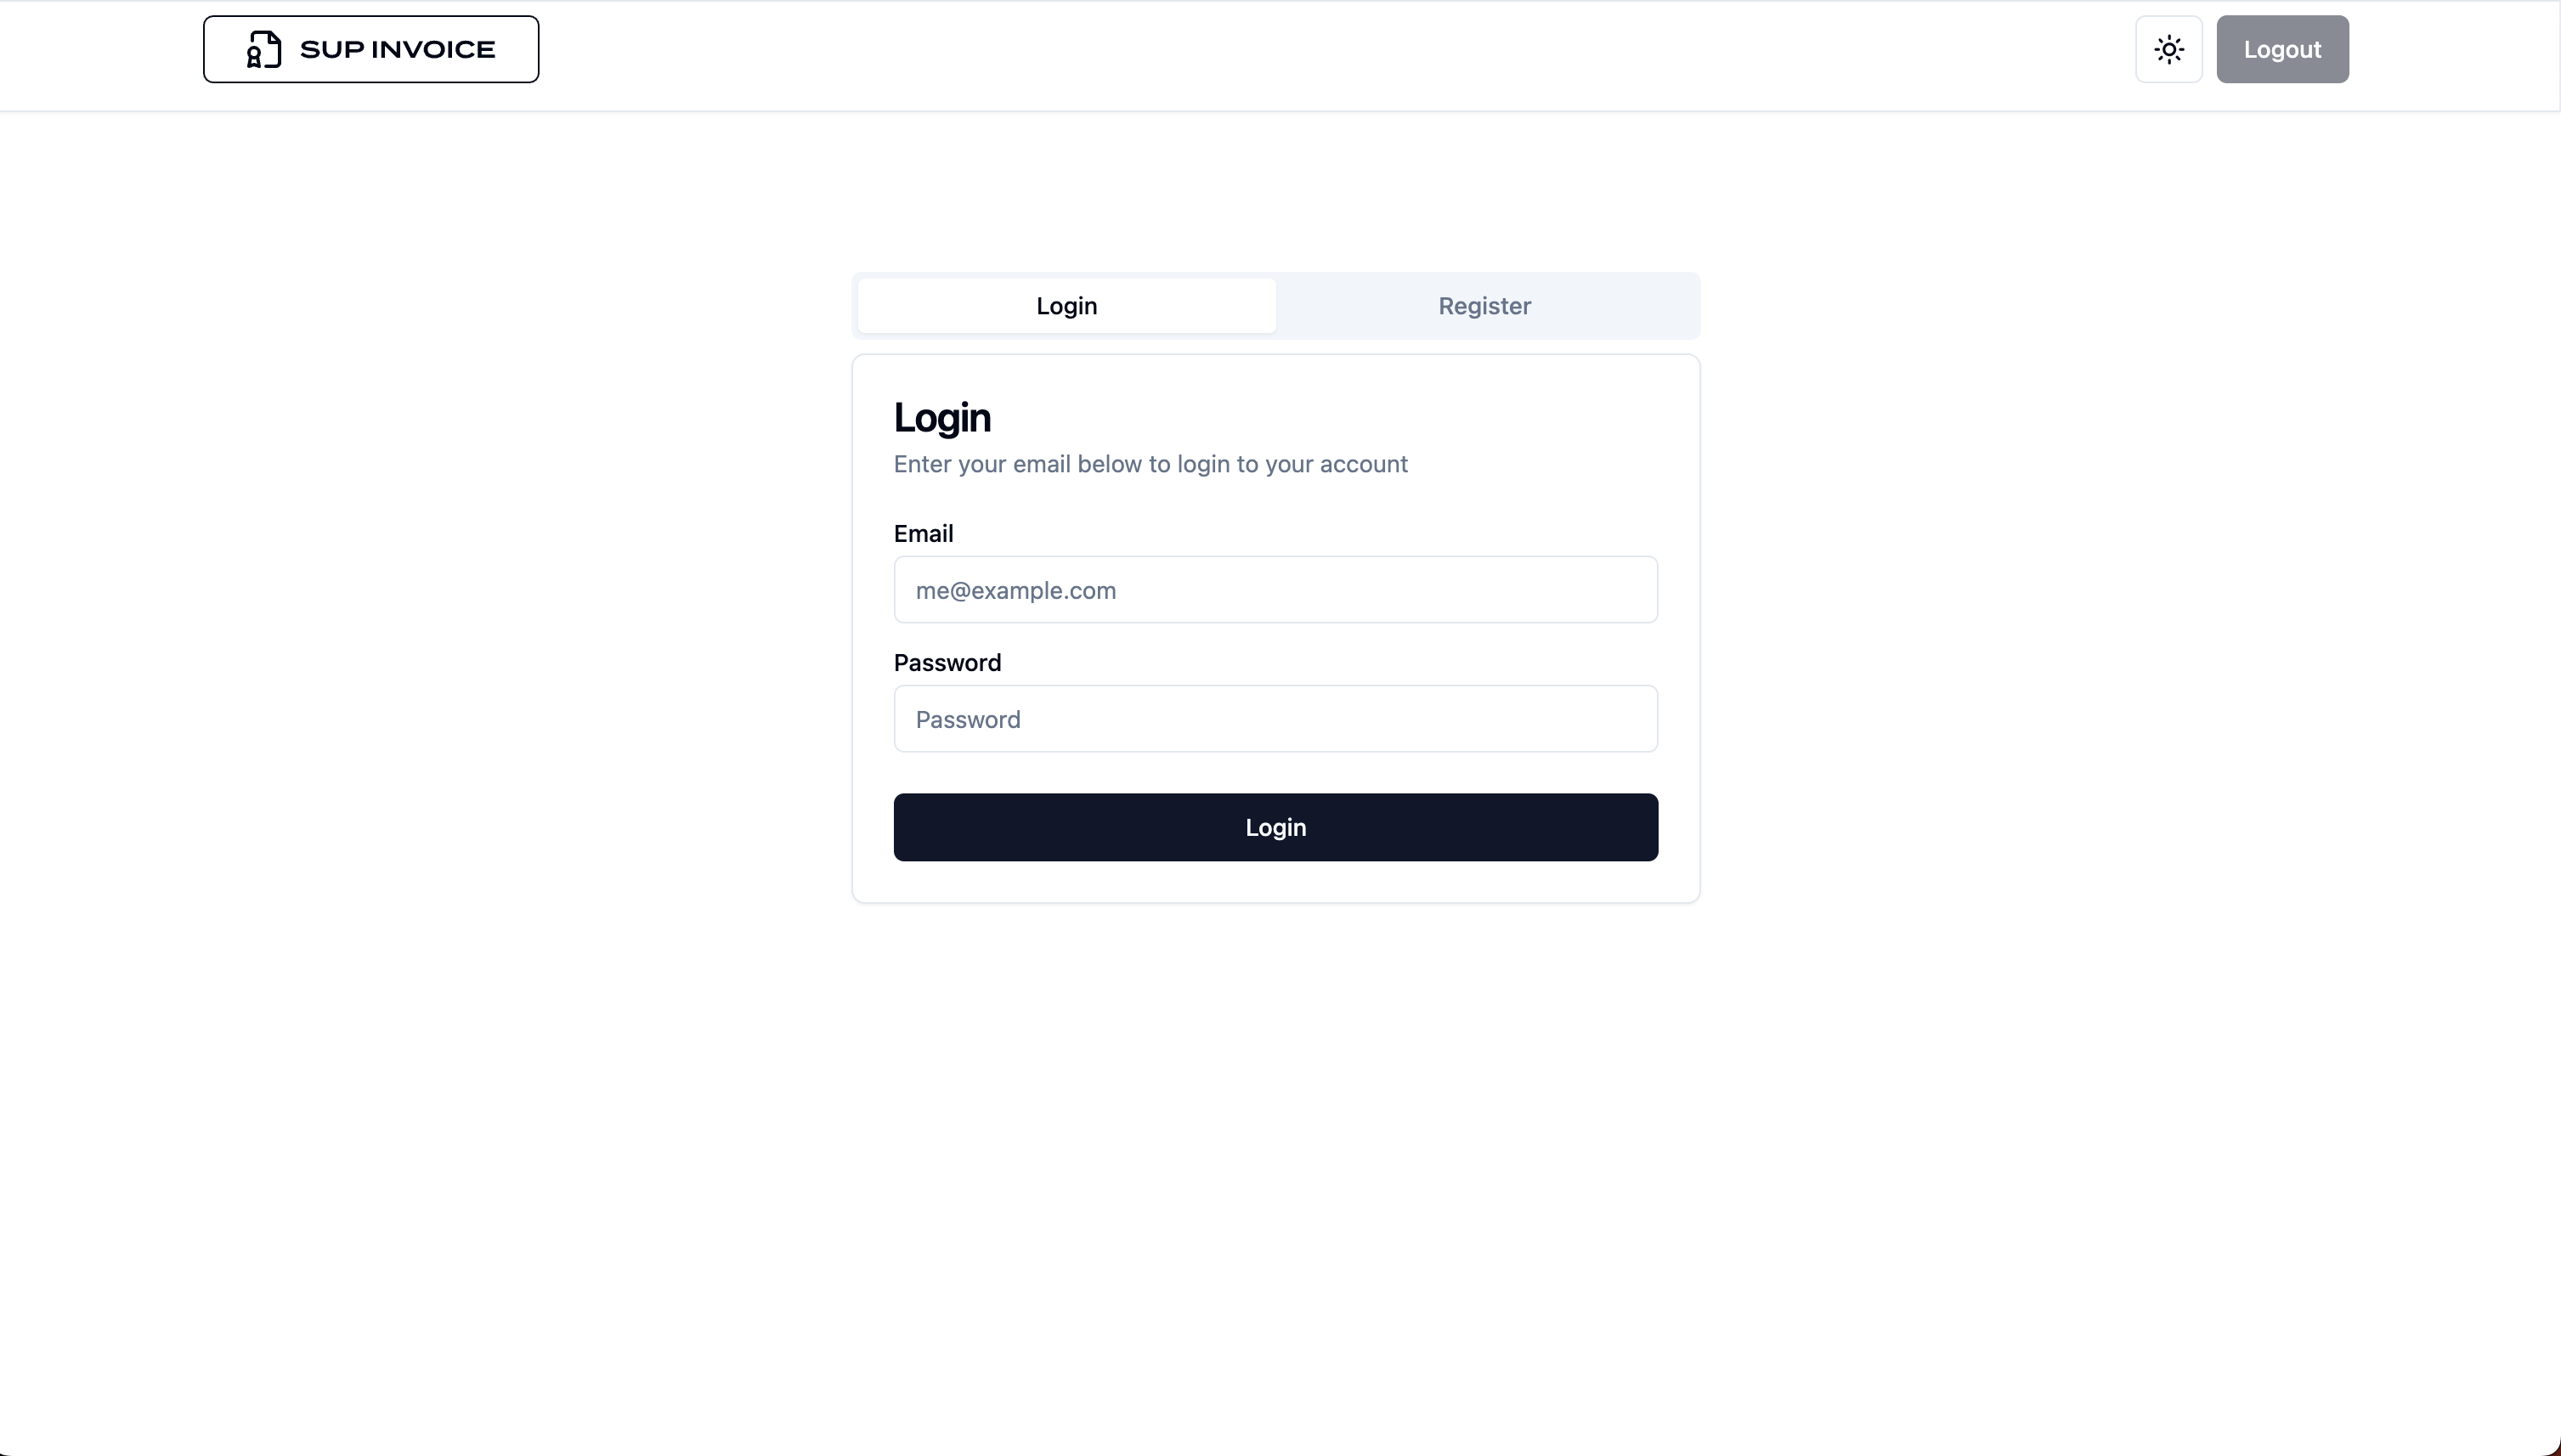 SUP INVOICE
Logout
Login
Register
Login
Enter your email below to login to your account
Email
me@example.com
Password
Password
Login